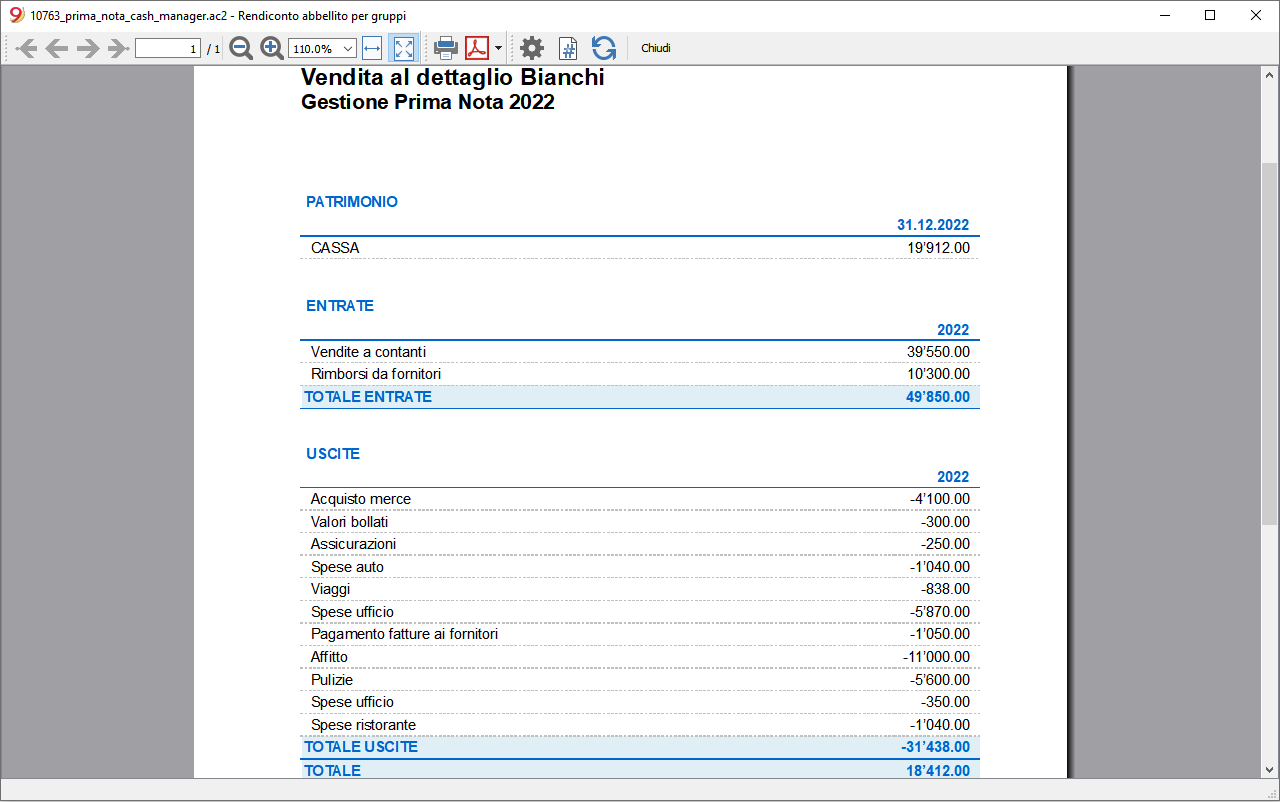 10763_prima_nota_cash_manager.ac2 - Rendiconto abbellito per gruppi
1 / 1 110.0% Chiudi
Vendita al dettaglio Bianchi
Gestione Prima Nota 2022
PATRIMONIO
31.12.2022
CASSA 19'912.00
ENTRATE
2022
Vendite a contanti 39'550.00
Rimborsi da fornitori 10'300.00
TOTALE ENTRATE 49'850.00
USCITE
2022
Acquisto merce -4'100.00
Valori bollati -300.00
Assicurazioni -250.00
Spese auto -1'040.00
Viaggi -838.00
Spese ufficio -5'870.00
Pagamento fatture ai fornitori -1'050.00
Affitto -11'000.00
Pulizie -5'600.00
Spese ufficio -350.00
Spese ristorante -1'040.00
TOTALE USCITE -31'438.00
TOTALE 18'412.00